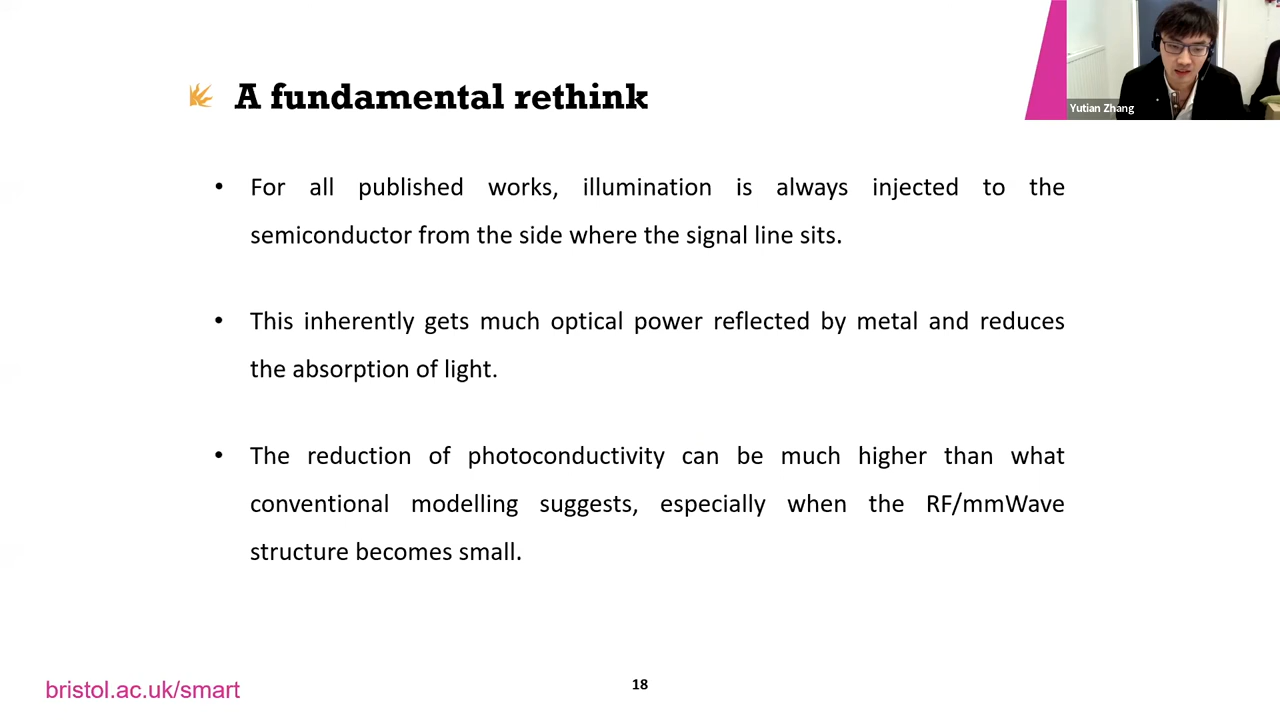 A fundamental rethink
Yutian Zhang
• For all published works, illumination is always injected to the
semiconductor from the side where the signal line sits.
• This inherently gets much optical power reflected by metal and reduces
the absorption of light.
• The reduction of photoconductivity can be much higher than what
conventional modelling suggests, especially when the RF/mmWave
structure becomes small.
bristol.ac.uk/smart
18